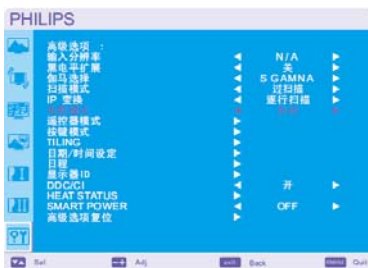 PHILIPS
高级选项 :
输入分辨率 N/A
黑电平扩展 关
伽马选择 S GAMNA
扫描模式 过扫描
IP 变换 逐行扫描
遥控器模式
按键模式
TILING
日期/时间设定
日程
显示器ID
DDC/CI 开
HEAT STATUS
SMART POWER OFF
高级选项复位
Sel Adj exit Back menu Quit